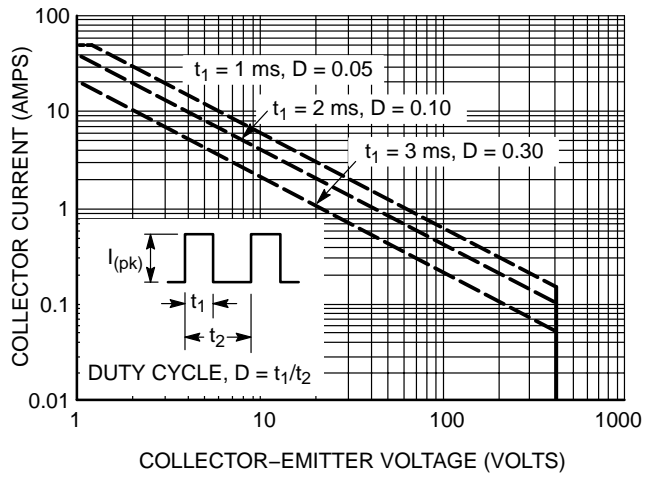 100
10
1
0.1
0.01
COLLECTOR CURRENT (AMPS)
t1 = 1 ms, D = 0.05
t1 = 2 ms, D = 0.10
t1 = 3 ms, D = 0.30
I(pk)
t1
t2
DUTY CYCLE, D = t1/t2
1 10 100 1000
COLLECTOR−EMITTER VOLTAGE (VOLTS)